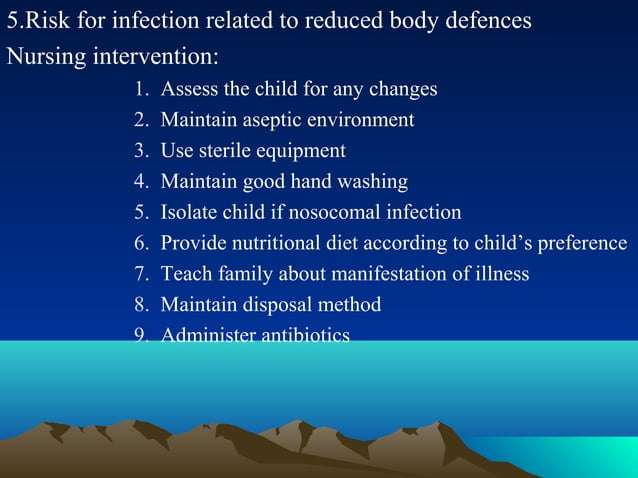 5.Risk for infection related to reduced body defences
Nursing intervention:
1. Assess the child for any changes
2. Maintain aseptic environment
3. Use sterile equipment
4. Maintain good hand washing
5. Isolate child if nosocomal infection
6. Provide nutritional diet according to child’s preference
7. Teach family about manifestation of illness
8. Maintain disposal method
9. Administer antibiotics